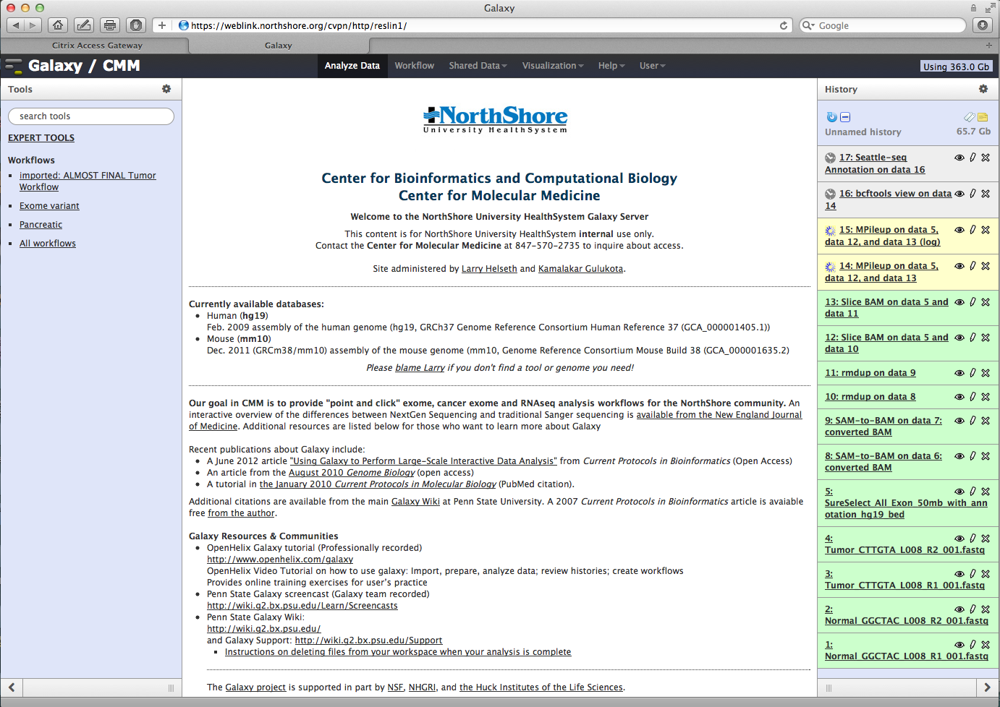 Galaxy
https://weblink.northshore.org/cvpn/http/reslin1/
Google
Citrix Access Gateway
Galaxy
Galaxy / CMM
Analyze Data
Workflow
Shared Data
Visualization
Help
User
Using 363.0 Gb
Tools
search tools
EXPERT TOOLS
Workflows
imported: ALMOST FINAL Tumor
Workflow
Exome variant
Pancreatic
All workflows
NorthShore
University HealthSystem
Center for Bioinformatics and Computational Biology
Center for Molecular Medicine
Welcome to the NorthShore University HealthSystem Galaxy Server
This content is for NorthShore University HealthSystem internal use only.
Contact the Center for Molecular Medicine at 847-570-2735 to inquire about access.
Site administered by Larry Helseth and Kamalakar Gulukota.
Currently available databases:
Human (hg19)
Feb. 2009 assembly of the human genome (hg19, GRCh37 Genome Reference Consortium Human Reference 37 (GCA_000001405.1))
Mouse (mm10)
Dec. 2011 (GRCm38/mm10) assembly of the mouse genome (mm10, Genome Reference Consortium Mouse Build 38 (GCA_000001635.2)
Please blame Larry if you don't find a tool or genome you need!
Our goal in CMM is to provide "point and click" exome, cancer exome and RNAseq analysis workflows for the NorthShore community. An
interactive overview of the differences between NextGen Sequencing and traditional Sanger sequencing is available from the New England Journal
of Medicine. Additional resources are listed below for those who want to learn more about Galaxy
Recent publications about Galaxy include:
A June 2012 article "Using Galaxy to Perform Large-Scale Interactive Data Analysis" from Current Protocols in Bioinformatics (Open Access)
An article from the August 2010 Genome Biology (open access)
A tutorial in the January 2010 Current Protocols in Molecular Biology (PubMed citation).
Additional citations are available from the main Galaxy Wiki at Penn State University. A 2007 Current Protocols in Bioinformatics article is avaiable
free from the author.
Galaxy Resources & Communities
OpenHelix Galaxy tutorial (Professionally recorded)
http://www.openhelix.com/galaxy
OpenHelix Video Tutorial on how to use galaxy: Import, prepare, analyze data; review histories; create workflows
Provides online training exercises for user's practice
Penn State Galaxy screencast (Galaxy team recorded)
http://wiki.g2.bx.psu.edu/Learn/Screencasts
Penn State Galaxy Wiki:
http://wiki.g2.bx.psu.edu/
and Galaxy Support: http://wiki.g2.bx.psu.edu/Support
Instructions on deleting files from your workspace when your analysis is complete
The Galaxy project is supported in part by NSF, NHGRI, and the Huck Institutes of the Life Sciences.
History
Unnamed history
65.7 Gb
17: Seattle-seq
Annotation on data 16
16: bcftools view on data
14
15: MPileup on data 5,
data 12, and data 13 (log)
14: MPileup on data 5,
data 12, and data 13
13: Slice BAM on data 5 and
data 11
12: Slice BAM on data 5 and
data 10
11: rmdup on data 9
10: rmdup on data 8
9: SAM-to-BAM on data 7:
converted BAM
8: SAM-to-BAM on data 6:
converted BAM
5:
SureSelect_All_Exon_50mb_with_ann
otation_hg19_bed
4:
Tumor_CTTGTA_L008_R2_001.fastq
3:
Tumor_CTTGTA_L008_R1_001.fastq
2:
Normal_GGCTAC_L008_R2_001.fastq
1:
Normal_GGCTAC_L008_R1_001.fastq